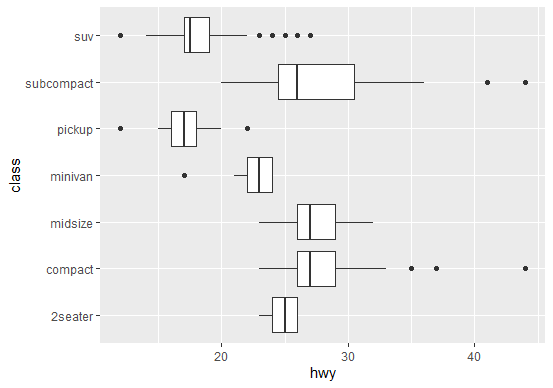 suv
subcompact
pickup
minivan
midsize
compact
2seater
class
20 30 40
hwy